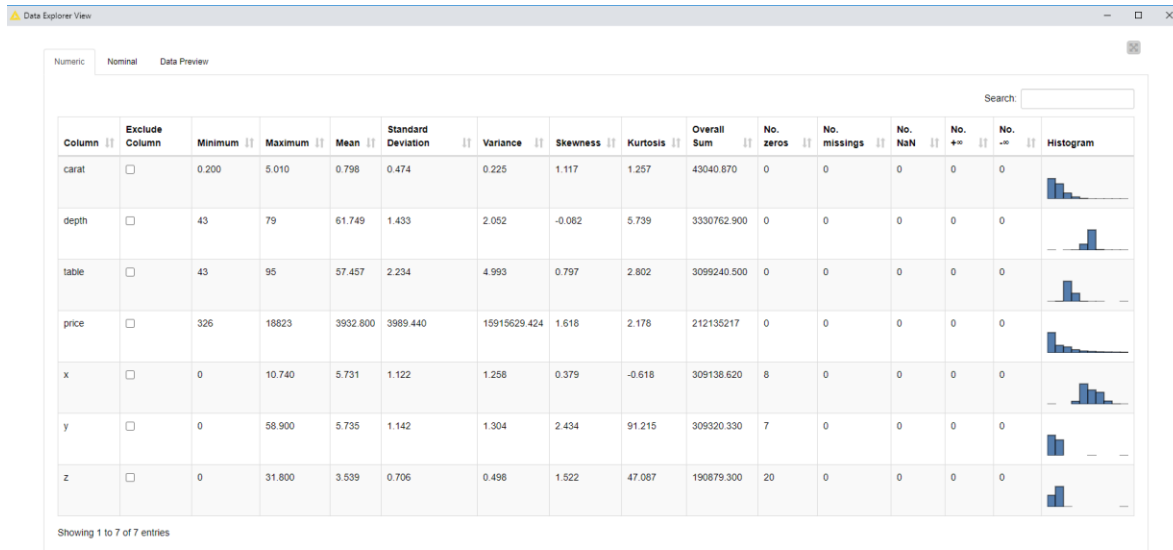 Data Explorer View
Numeric Nominal Data Preview
Search:
Column Exclude Column Minimum Maximum Mean Standard Deviation Variance Skewness Kurtosis Overall Sum No. zeros No. missings No. NaN No. +∞ No. -∞ Histogram
carat 0.200 5.010 0.798 0.474 0.225 1.117 1.257 43040.870 0 0 0 0 0
depth 43 79 61.749 1.433 2.052 -0.082 5.739 3330762.900 0 0 0 0 0
table 43 95 57.457 2.234 4.993 0.797 2.802 3099240.500 0 0 0 0 0
price 326 18823 3932.800 3989.440 15915629.424 1.618 2.178 212135217 0 0 0 0 0
x 0 10.740 5.731 1.122 1.258 0.379 -0.618 309138.620 8 0 0 0 0
y 0 58.900 5.735 1.142 1.304 2.434 91.215 309320.330 7 0 0 0 0
z 0 31.800 3.539 0.706 0.498 1.522 47.087 190879.300 20 0 0 0 0
Showing 1 to 7 of 7 entries